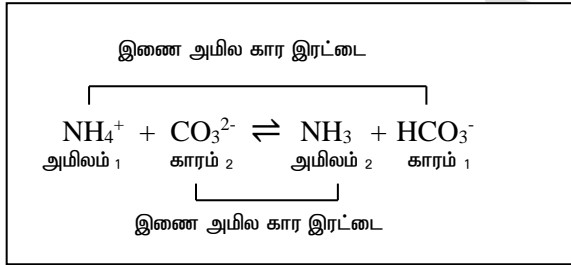 இணை அமில கார இரட்டை
NH₄⁺ + CO₃²⁻ ⇌ NH₃ + HCO₃⁻
அமிலம் ₁ காரம் ₂ அமிலம் ₂ காரம் ₁
இணை அமில கார இரட்டை